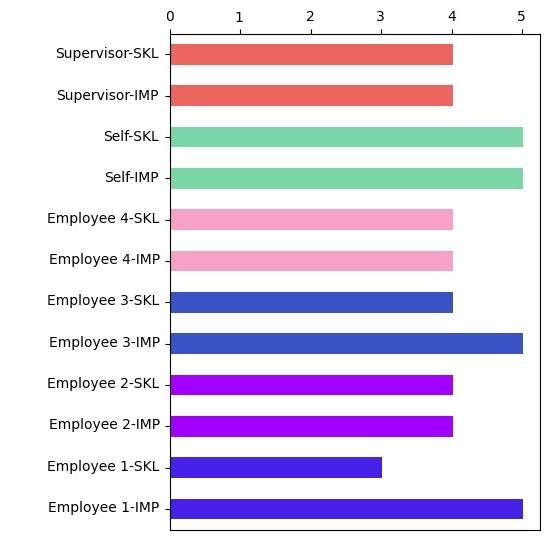 0 1 2 3 4 5
Supervisor-SKL
Supervisor-IMP
Self-SKL
Self-IMP
Employee 4-SKL
Employee 4-IMP
Employee 3-SKL
Employee 3-IMP
Employee 2-SKL
Employee 2-IMP
Employee 1-SKL
Employee 1-IMP